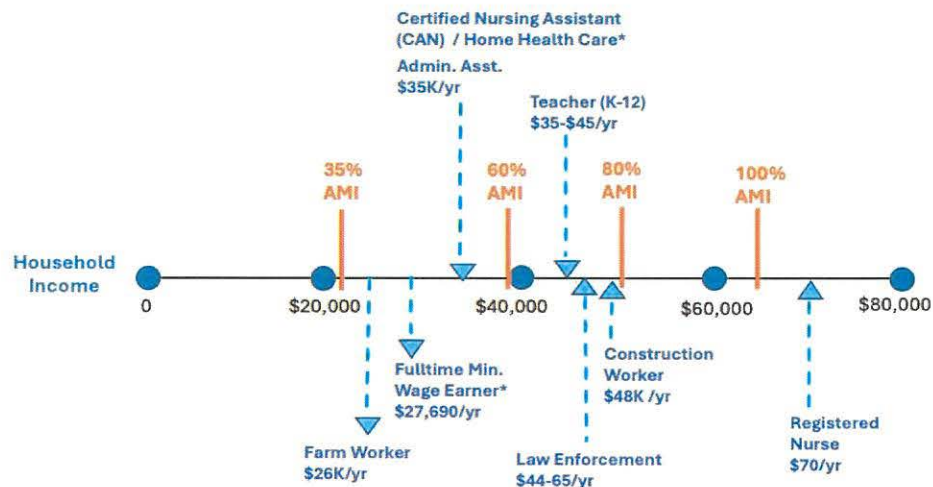 Certified Nursing Assistant
(CAN) / Home Health Care*
Admin. Asst.
$35K/yr
Teacher (K-12)
$35-$45/yr
35%
AMI
60%
AMI
80%
AMI
100%
AMI
Household
Income
0
$20,000
$40,000
$60,000
$80,000
Fulltime Min.
Wage Earner*
$27,690/yr
Construction
Worker
$48K /yr
Farm Worker
$26K/yr
Law Enforcement
$44-65/yr
Registered
Nurse
$70/yr